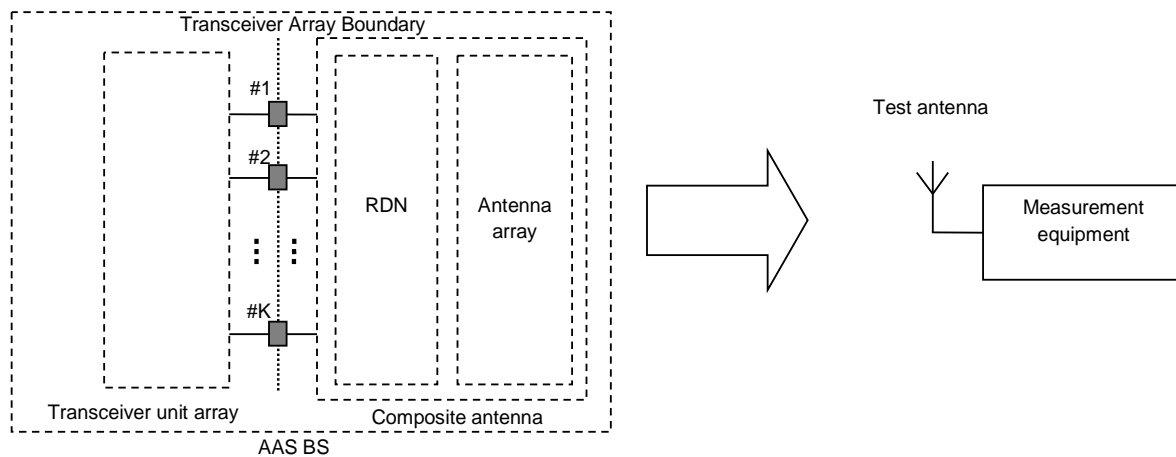 Transceiver Array Boundary
#1
#2
#K
RDN
Antenna
array
Transceiver unit array
Composite antenna
AAS BS
Test antenna
Measurement
equipment